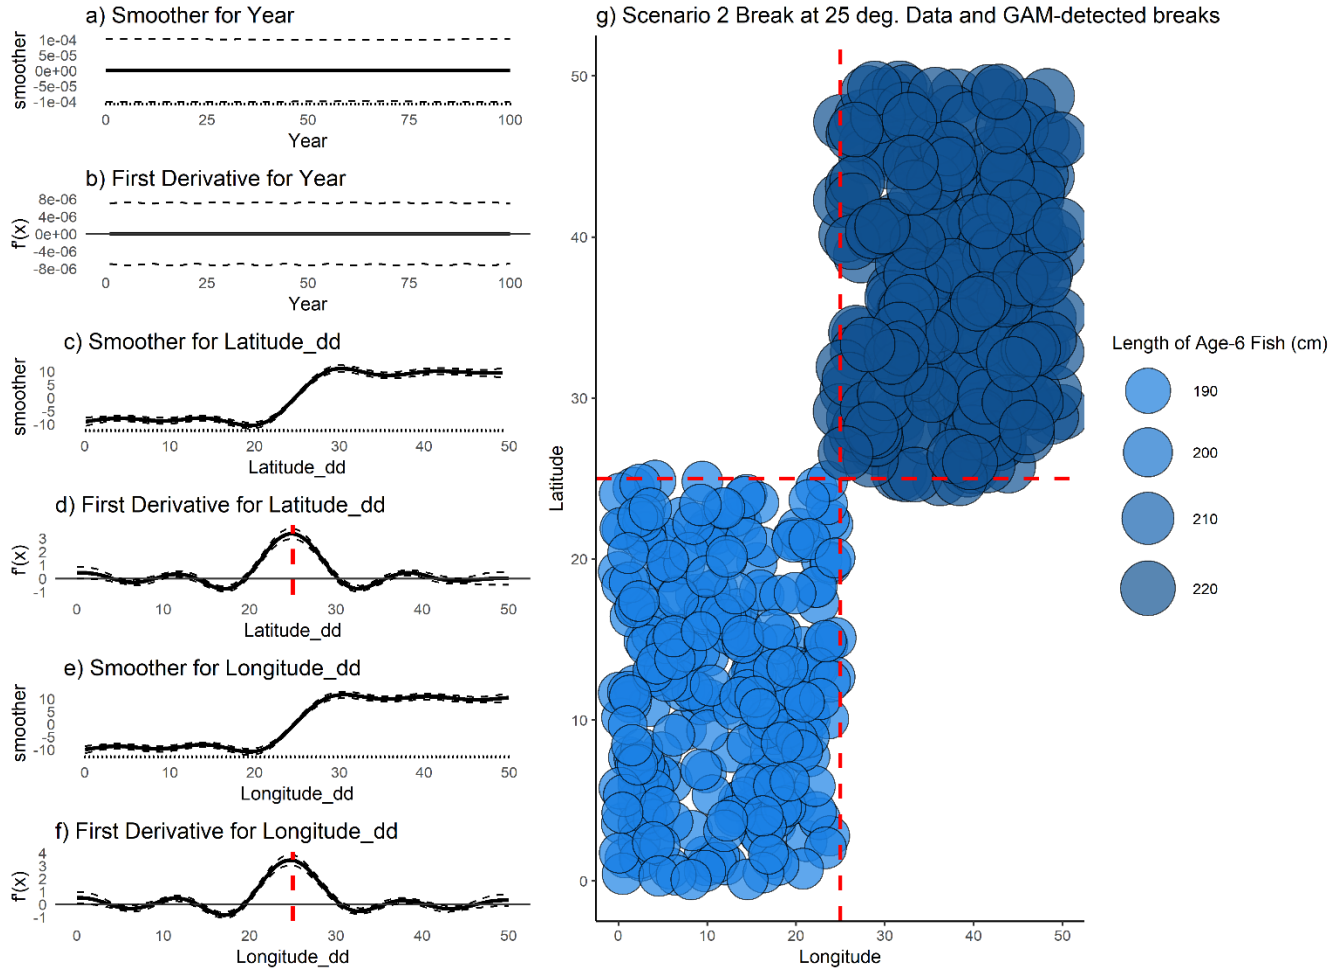 a) Smoother for Year
smoother
1e-04
5e-05
0e+00
-5e-05
-1e-04
0 25 50 75 100
Year
b) First Derivative for Year
f'(x)
8e-06
4e-06
0e+00
-4e-06
-8e-06
0 25 50 75 100
Year
c) Smoother for Latitude_dd
smoother
10
5
0
-5
-10
0 10 20 30 40 50
Latitude_dd
d) First Derivative for Latitude_dd
f'(x)
3
2
1
0
-1
0 10 20 30 40 50
Latitude_dd
e) Smoother for Longitude_dd
smoother
10
5
0
-5
-10
0 10 20 30 40 50
Longitude_dd
f) First Derivative for Longitude_dd
f'(x)
4
3
2
1
0
-1
0 10 20 30 40 50
Longitude_dd
g) Scenario 2 Break at 25 deg. Data and GAM-detected breaks
Latitude
50
40
30
20
10
0
0 10 20 30 40 50
Longitude
Length of Age-6 Fish (cm)
190
200
210
220